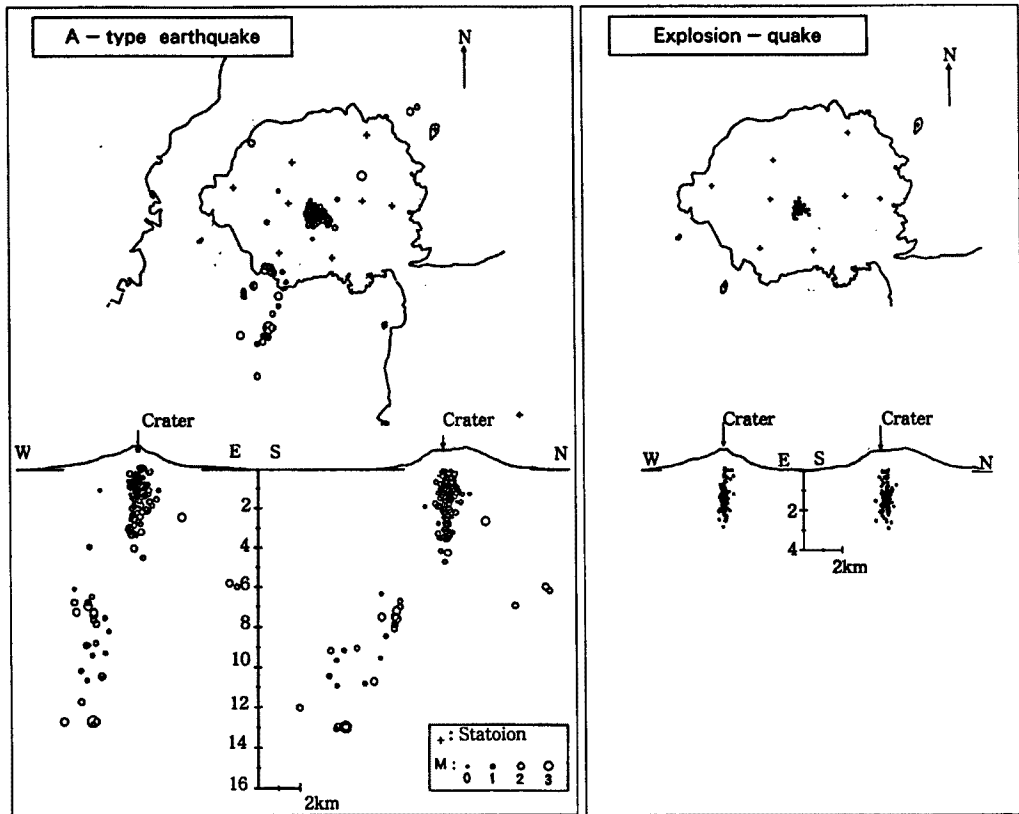 A – type earthquake
N
Crater
Crater
W
E
S
N
2
4
6
8
10
12
14
16
2km
+ : Statoion
M : 0 1 2 3
Explosion – quake
N
Crater
Crater
W
E
S
N
2
4
2km